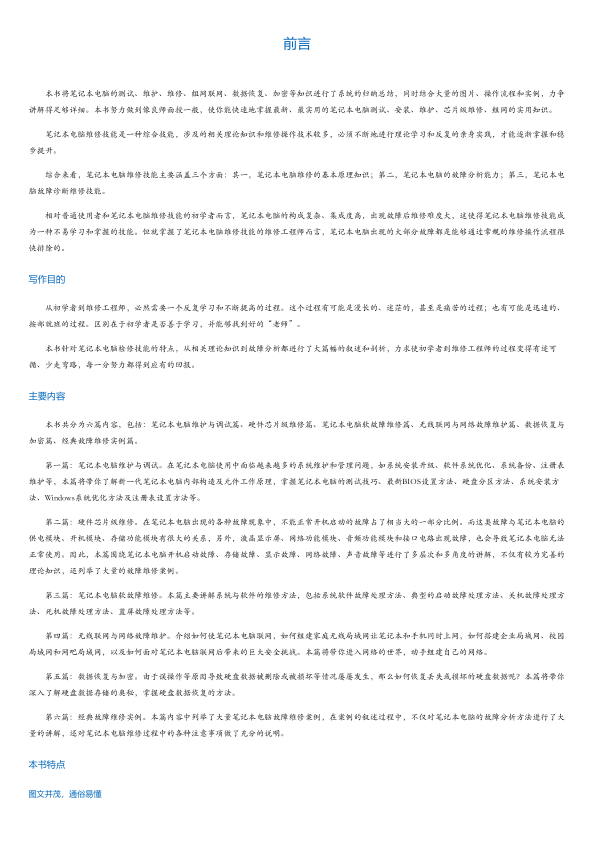 前言
本书将笔记本电脑的测试、维护、维修、组网联网、数据恢复、加密等知识进行了系统的归纳总结，同时结合大量的图片、操作流程和实例，力争
讲解得足够详细。本书努力做到像良师面授一般，使你能快速地掌握最新、最实用的笔记本电脑测试、安装、维护、芯片级维修、组网的实用知识。
笔记本电脑维修技能是一种综合技能，涉及的相关理论知识和维修操作技术较多，必须不断地进行理论学习和反复的亲身实践，才能逐渐掌握和稳
步提升。
综合来看，笔记本电脑维修技能主要涵盖三个方面：其一，笔记本电脑维修的基本原理知识；第二，笔记本电脑的故障分析能力；第三，笔记本电
脑故障诊断维修技能。
相对普通使用者和笔记本电脑维修技能的初学者而言，笔记本电脑的构成复杂、集成度高，出现故障后维修难度大，这使得笔记本电脑维修技能成
为一种不易学习和掌握的技能。但就掌握了笔记本电脑维修技能的维修工程师而言，笔记本电脑出现的大部分故障都是能够通过常规的维修操作流程很
快排除的。
写作目的
从初学者到维修工程师，必然需要一个反复学习和不断提高的过程。这个过程有可能是漫长的、迷茫的，甚至是痛苦的过程；也有可能是迅速的、
按部就班的过程。区别在于初学者是否善于学习，并能够找到好的“老师”。
本书针对笔记本电脑检修技能的特点，从相关理论知识到故障分析都进行了大篇幅的叙述和剖析，力求使初学者到维修工程师的过程变得有迹可
循、少走弯路，每一分努力都得到应有的回报。
主要内容
本书共分为六篇内容，包括：笔记本电脑维护与调试篇、硬件芯片级维修篇、笔记本电脑软故障维修篇、无线联网与网络故障维护篇、数据恢复与
加密篇、经典故障维修实例篇。
第一篇：笔记本电脑维护与调试。在笔记本电脑使用中面临越来越多的系统维护和管理问题，如系统安装升级、软件系统优化、系统备份、注册表
维护等，本篇将带你了解新一代笔记本电脑内部构造及元件工作原理，掌握笔记本电脑的测试技巧、最新BIOS设置方法、硬盘分区方法、系统安装方
法、Windows系统优化方法及注册表设置方法等。
第二篇：硬件芯片级维修。在笔记本电脑出现的各种故障现象中，不能正常开机启动的故障占了相当大的一部分比例，而这类故障与笔记本电脑的
供电模块、开机模块、存储功能模块有很大的关系，另外，液晶显示屏、网络功能模块、音频功能模块和接口电路出现故障，也会导致笔记本电脑无法
正常使用。因此，本篇围绕笔记本电脑开机启动故障、存储故障、显示故障、网络故障、声音故障等进行了多层次和多角度的讲解，不仅有较为完善的
理论知识，还列举了大量的故障维修案例。
第三篇：笔记本电脑软故障维修。本篇主要讲解系统与软件的维修方法，包括系统软件故障处理方法、典型的启动故障处理方法、关机故障处理方
法、死机故障处理方法、蓝屏故障处理方法等。
第四篇：无线联网与网络故障维护。介绍如何使笔记本电脑联网，如何组建家庭无线局域网让笔记本和手机同时上网，如何搭建企业局域网、校园
局域网和网吧局域网，以及如何面对笔记本电脑联网后带来的巨大安全挑战。本篇将带你进入网络的世界，动手组建自己的网络。
第五篇：数据恢复与加密。由于误操作等原因导致硬盘数据被删除或被损坏等情况屡屡发生，那么如何恢复丢失或损坏的硬盘数据呢？本篇将带你
深入了解硬盘数据存储的奥秘，掌握硬盘数据恢复的方法。
第六篇：经典故障维修实例。本篇内容中列举了大量笔记本电脑故障维修案例，在案例的叙述过程中，不仅对笔记本电脑的故障分析方法进行了大
量的讲解，还对笔记本电脑维修过程中的各种注意事项做了充分的说明。
本书特点
图文并茂，通俗易懂